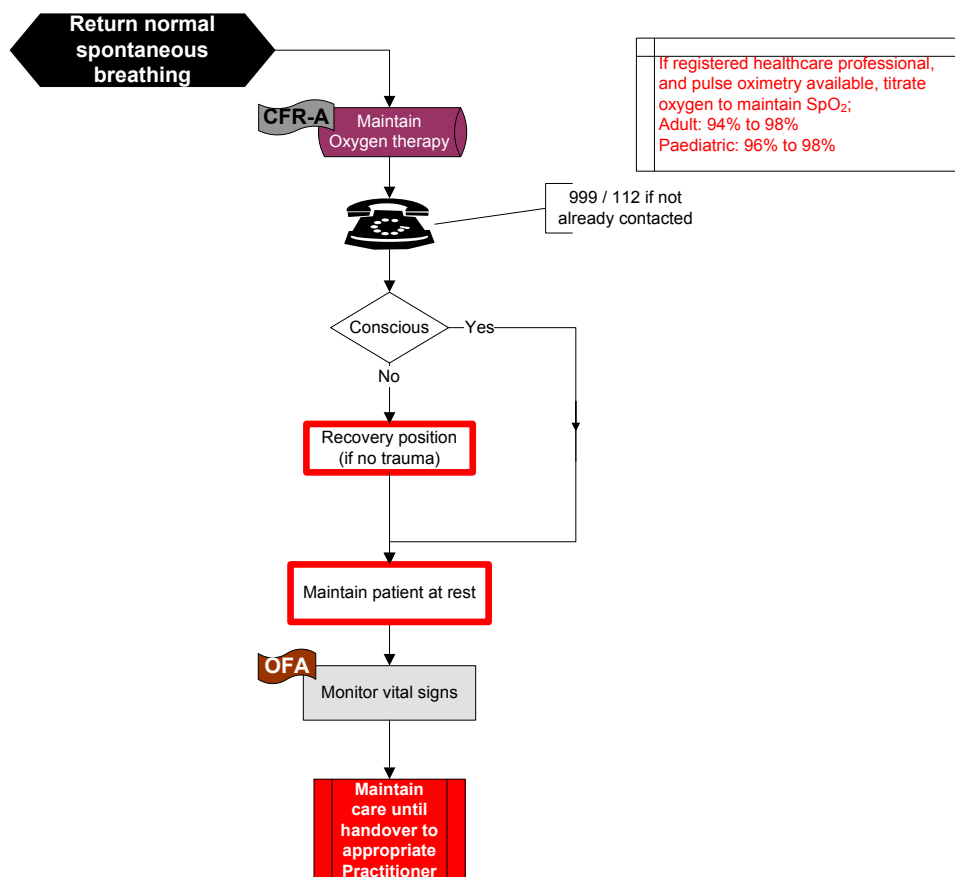 Return normal
spontaneous
breathing
If registered healthcare professional,
and pulse oximetry available, titrate
oxygen to maintain SpO₂;
Adult: 94% to 98%
Paediatric: 96% to 98%
CFR-A
Maintain
Oxygen therapy
999 / 112 if not
already contacted
Conscious
Yes
No
Recovery position
(if no trauma)
Maintain patient at rest
OFA
Monitor vital signs
Maintain
care until
handover to
appropriate
Practitioner